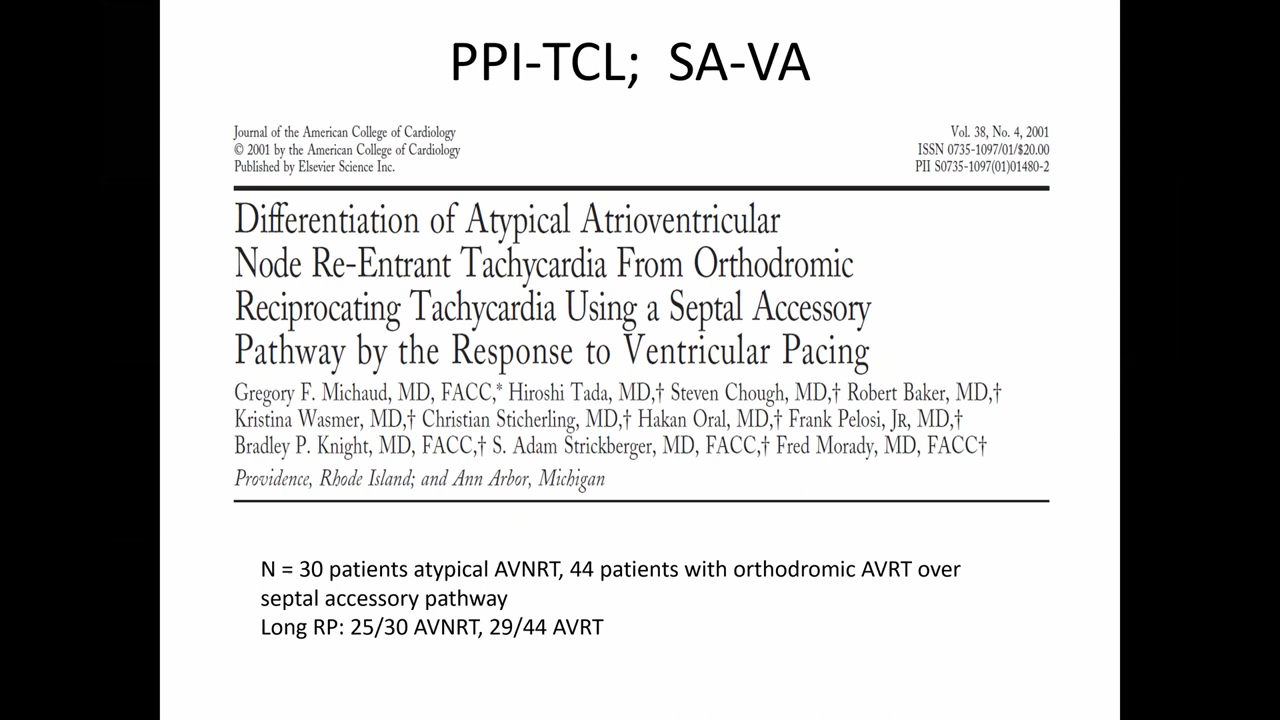 PPI-TCL; SA-VA
Journal of the American College of Cardiology
© 2001 by the American College of Cardiology
Published by Elsevier Science Inc.
Vol. 38, No. 4, 2001
ISSN 0735-1097/01/$20.00
PII S0735-1097(01)01480-2
Differentiation of Atypical Atrioventricular
Node Re-Entrant Tachycardia From Orthodromic
Reciprocating Tachycardia Using a Septal Accessory
Pathway by the Response to Ventricular Pacing
Gregory F. Michaud, MD, FACC,* Hiroshi Tada, MD,† Steven Chough, MD,† Robert Baker, MD,†
Kristina Wasmer, MD,† Christian Sticherling, MD,† Hakan Oral, MD,† Frank Pelosi, JR, MD,†
Bradley P. Knight, MD, FACC,† S. Adam Strickberger, MD, FACC,† Fred Morady, MD, FACC†
Providence, Rhode Island; and Ann Arbor, Michigan
N = 30 patients atypical AVNRT, 44 patients with orthodromic AVRT over
septal accessory pathway
Long RP: 25/30 AVNRT, 29/44 AVRT